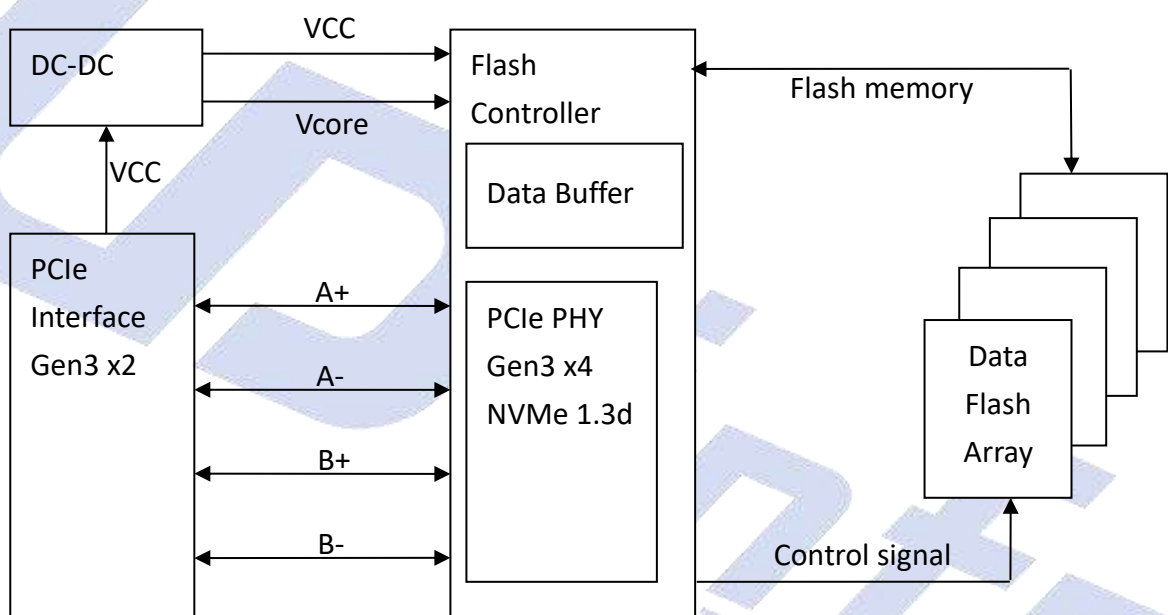 VCC
DC-DC
Vcore
VCC
Flash
Controller
Flash memory
Data Buffer
PCIe
Interface
Gen3 x2
A+
A-
B+
B-
PCIe PHY
Gen3 x4
NVMe 1.3d
Data
Flash
Array
Control signal